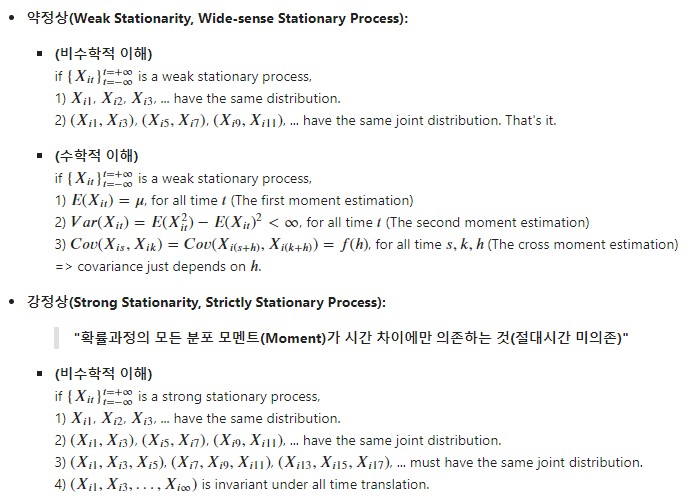 약정상(Weak Stationarity, Wide-sense Stationary Process):
(비수학적 이해)
if {X_{it}}_{t=-∞}^{t=+∞} is a weak stationary process,
1) X_{i1}, X_{i2}, X_{i3}, ... have the same distribution.
2) (X_{i1}, X_{i3}), (X_{i5}, X_{i7}), (X_{i9}, X_{i11}), ... have the same joint distribution. That's it.
(수학적 이해)
if {X_{it}}_{t=-∞}^{t=+∞} is a weak stationary process,
1) E(X_{it}) = μ, for all time t (The first moment estimation)
2) Var(X_{it}) = E(X_{it}^2) − E(X_{it})^2 < ∞, for all time t (The second moment estimation)
3) Cov(X_{is}, X_{ik}) = Cov(X_{i(s+h)}, X_{i(k+h)}) = f(h), for all time s, k, h (The cross moment estimation)
=> covariance just depends on h.
강정상(Strong Stationarity, Strictly Stationary Process):
"확률과정의 모든 분포 모멘트(Moment)가 시간 차이에만 의존하는 것(절대시간 미의존)"
(비수학적 이해)
if {X_{it}}_{t=-∞}^{t=+∞} is a strong stationary process,
1) X_{i1}, X_{i2}, X_{i3}, ... have the same distribution.
2) (X_{i1}, X_{i3}), (X_{i5}, X_{i7}), (X_{i9}, X_{i11}), ... have the same joint distribution.
3) (X_{i1}, X_{i3}, X_{i5}), (X_{i7}, X_{i9}, X_{i11}), (X_{i13}, X_{i15}, X_{i17}), ... must have the same joint distribution.
4) (X_{i1}, X_{i3}, . . . , X_{i∞}) is invariant under all time translation.